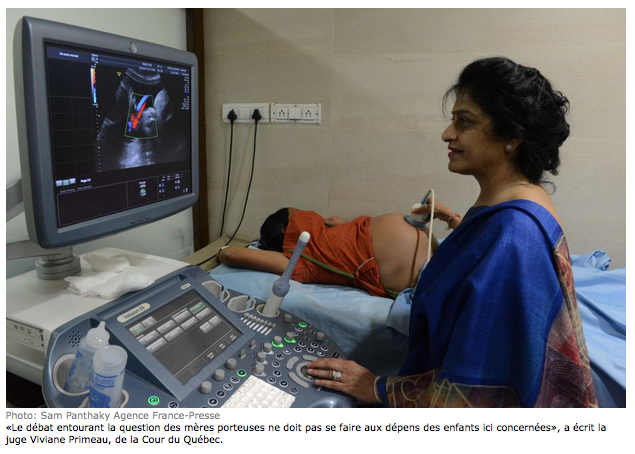 Photo: Sam Panthaky Agence France-Presse
«Le débat entourant la question des mères porteuses ne doit pas se faire aux dépens des enfants ici concernées», a écrit la
juge Viviane Primeau, de la Cour du Québec.